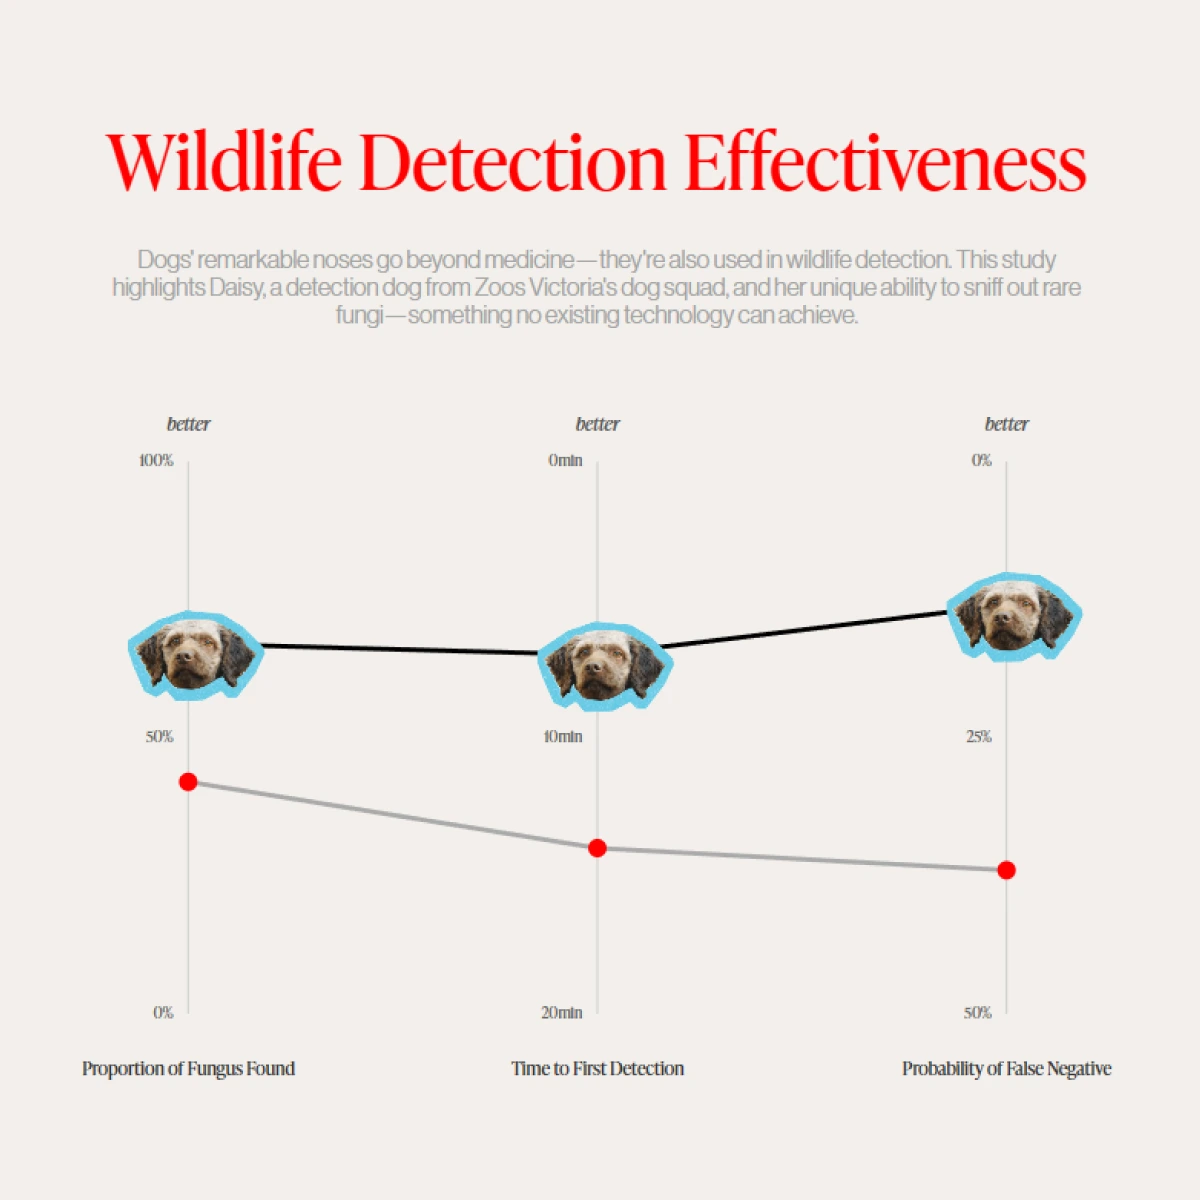 Wildlife Detection Effectiveness
Dogs' remarkable noses go beyond medicine—they're also used in wildlife detection. This study
highlights Daisy, a detection dog from Zoos Victoria's dog squad, and her unique ability to sniff out rare
fungi—something no existing technology can achieve.
better better better
100% 0min 0%
50% 10min 25%
0% 20min 50%
Proportion of Fungus Found Time to First Detection Probability of False Negative